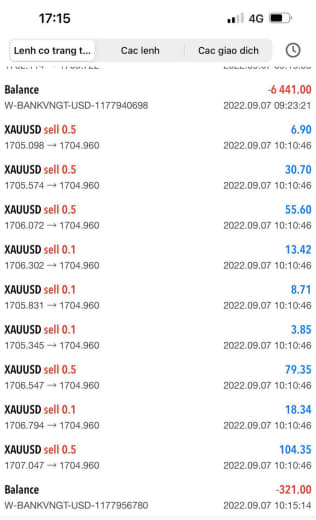 17:15
4G
Lenh co trang t...
Cac lenh
Cac giao dich
Balance
-6 441.00
W-BANKVNGT-USD-1177940698
2022.09.07 09:23:21
XAUUSD sell 0.5
6.90
1705.098 → 1704.960
2022.09.07 10:10:46
XAUUSD sell 0.5
30.70
1705.574 → 1704.960
2022.09.07 10:10:46
XAUUSD sell 0.5
55.60
1706.072 → 1704.960
2022.09.07 10:10:46
XAUUSD sell 0.1
13.42
1706.302 → 1704.960
2022.09.07 10:10:46
XAUUSD sell 0.1
8.71
1705.831 → 1704.960
2022.09.07 10:10:46
XAUUSD sell 0.1
3.85
1705.345 → 1704.960
2022.09.07 10:10:46
XAUUSD sell 0.5
79.35
1706.547 → 1704.960
2022.09.07 10:10:46
XAUUSD sell 0.1
18.34
1706.794 → 1704.960
2022.09.07 10:10:46
XAUUSD sell 0.5
104.35
1707.047 → 1704.960
2022.09.07 10:10:46
Balance
-321.00
W-BANKVNGT-USD-1177956780
2022.09.07 10:15:14